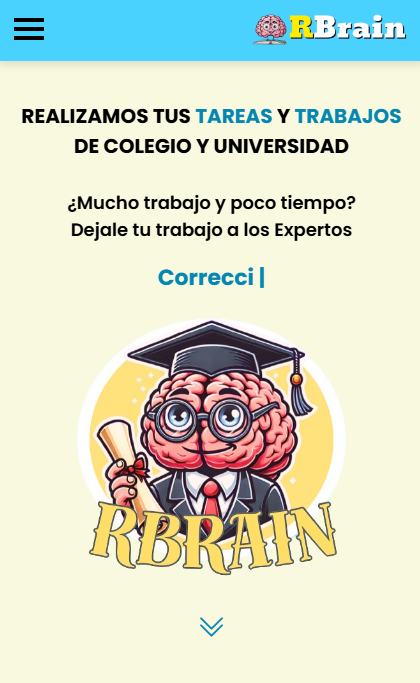 RBrain
REALIZAMOS TUS TAREAS Y TRABAJOS
DE COLEGIO Y UNIVERSIDAD
¿Mucho trabajo y poco tiempo?
Dejale tu trabajo a los Expertos
Correcci |
RBRAIN